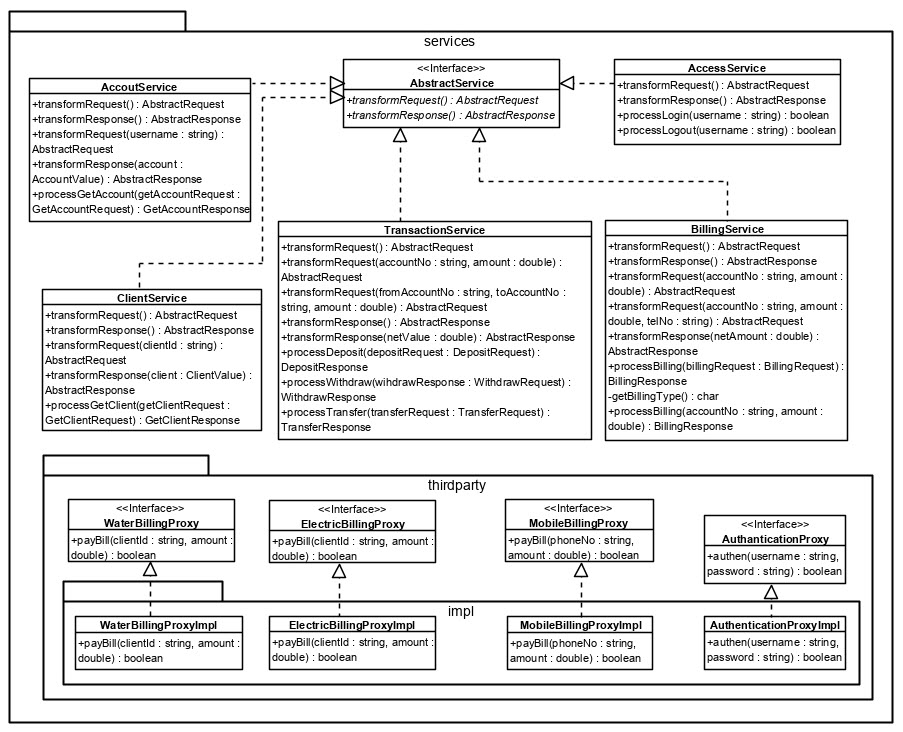 services
AccoutService
+transformRequest() : AbstractRequest
+transformResponse() : AbstractResponse
+transformRequest(username : string) :
AbstractRequest
+transformResponse(account :
AccountValue) : AbstractResponse
+processGetAccount(getAccountRequest :
GetAccountRequest) : GetAccountResponse
<<Interface>>
AbstractService
+transformRequest() : AbstractRequest
+transformResponse() : AbstractResponse
AccessService
+transformRequest() : AbstractRequest
+transformResponse() : AbstractResponse
+processLogin(username : string) : boolean
+processLogout(username : string) : boolean
ClientService
+transformRequest() : AbstractRequest
+transformResponse() : AbstractResponse
+transformRequest(clientId : string) :
AbstractRequest
+transformResponse(client : ClientValue) :
AbstractResponse
+processGetClient(getClientRequest :
GetClientRequest) : GetClientResponse
TransactionService
+transformRequest() : AbstractRequest
+transformRequest(accountNo : string, amount : double) :
AbstractRequest
+transformRequest(fromAccountNo : string, toAccountNo :
string, amount : double) : AbstractRequest
+transformResponse() : AbstractResponse
+transformResponse(netValue : double) : AbstractResponse
+processDeposit(depositRequest : DepositRequest) :
DepositResponse
+processWithdraw(wihdrawResponse : WithdrawRequest) :
WithdrawResponse
+processTransfer(transferRequest : TransferRequest) :
TransferResponse
BillingService
+transformRequest() : AbstractRequest
+transformResponse() : AbstractResponse
+transformRequest(accountNo : string, amount :
double) : AbstractRequest
+transformRequest(accountNo : string, amount :
double, telNo : string) : AbstractRequest
+transformResponse(netAmount : double) :
AbstractResponse
+processBilling(billingRequest : BillingRequest) :
BillingResponse
-getBillingType() : char
+processBilling(accountNo : string, amount :
double) : BillingResponse
thirdparty
<<Interface>>
WaterBillingProxy
+payBill(clientId : string, amount :
double) : boolean
<<Interface>>
ElectricBillingProxy
+payBill(clientId : string, amount :
double) : boolean
<<Interface>>
MobileBillingProxy
+payBill(phoneNo : string,
amount : double) : boolean
<<Interface>>
AuthanticationProxy
+authen(username : string,
password : string) : boolean
impl
WaterBillingProxyImpl
+payBill(clientId : string, amount :
double) : boolean
ElectricBillingProxyImpl
+payBill(clientId : string, amount :
double) : boolean
MobileBillingProxyImpl
+payBill(phoneNo : string,
amount : double) : boolean
AuthenticationProxyImpl
+authen(username : string,
password : string) : boolean